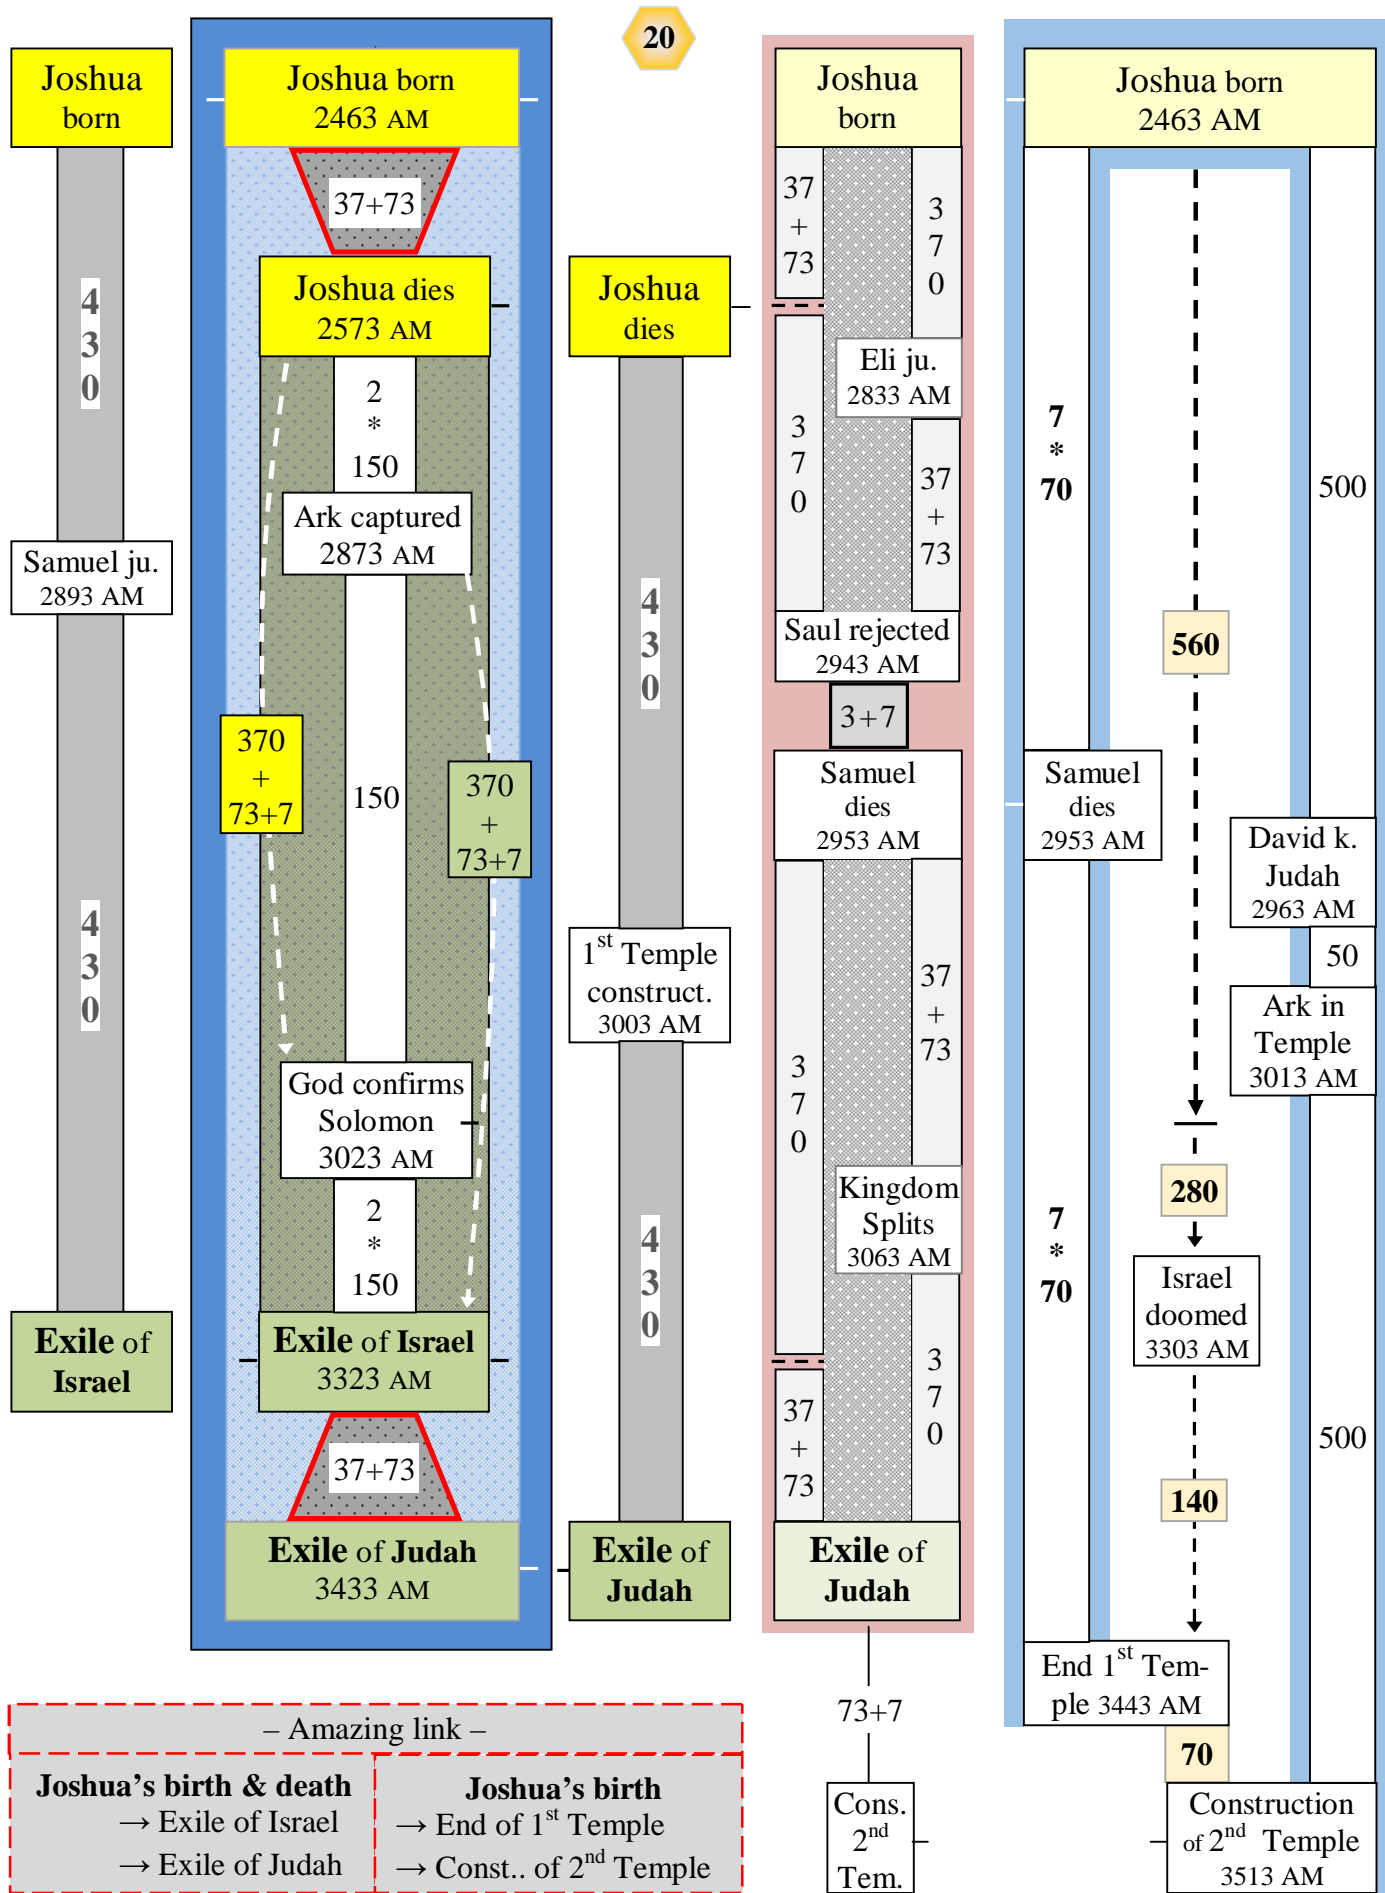 20
Joshua
born
4
3
0
Samuel ju.
2893 AM
4
3
0
Exile of
Israel
Joshua born
2463 AM
37+73
Joshua dies
2573 AM
2
*
150
Ark captured
2873 AM
370
+
73+7
150
370
+
73+7
God confirms
Solomon
3023 AM
2
*
150
Exile of Israel
3323 AM
37+73
Exile of Judah
3433 AM
Joshua
dies
4
3
0
1st Temple
construct.
3003 AM
4
3
0
Exile of
Judah
Joshua
born
37
+
73
3
7
0
Eli ju.
2833 AM
3
7
0
37
+
73
Saul rejected
2943 AM
3+7
Samuel
dies
2953 AM
37
+
73
3
7
0
Kingdom
Splits
3063 AM
3
7
0
37
+
73
Exile of
Judah
73+7
Cons.
2nd
Tem.
Joshua born
2463 AM
7
*
70
500
560
Samuel
dies
2953 AM
David k.
Judah
2963 AM
50
Ark in
Temple
3013 AM
280
7
*
70
Israel
doomed
3303 AM
500
140
End 1st Tem-
ple 3443 AM
70
Construction
of 2nd Temple
3513 AM
– Amazing link –
Joshua's birth & death
→ Exile of Israel
→ Exile of Judah
Joshua's birth
→ End of 1st Temple
→ Const.. of 2nd Temple